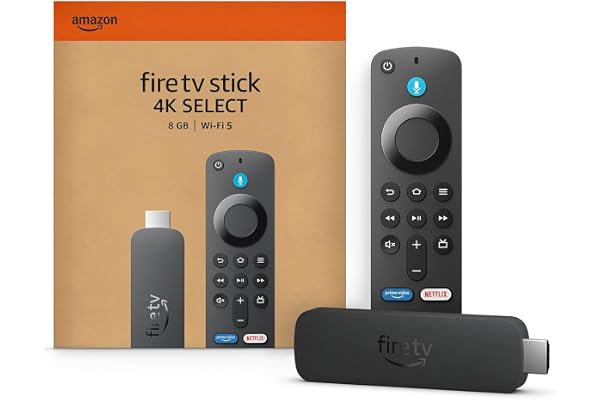 amazon
fire tv stick
4K SELECT
8 GB | Wi-Fi 5
fire tv
prime video
NETFLIX
prime video
NETFLIX
fire tv